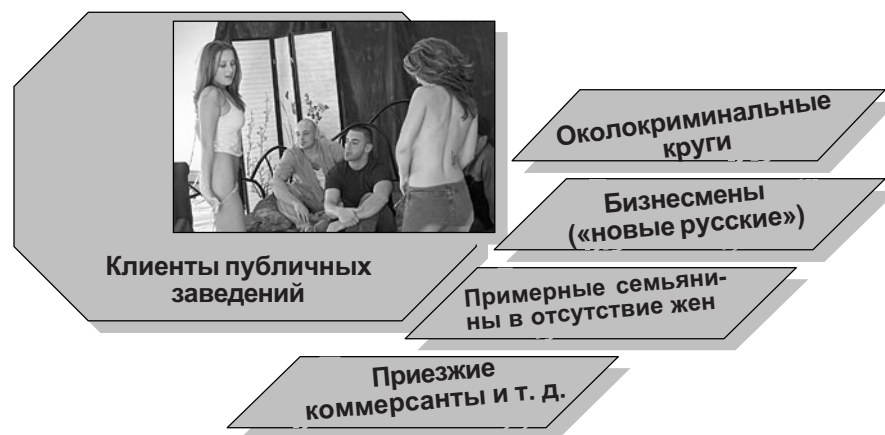 Клиенты публичных
заведений
Околокриминальные
круги
Бизнесмены
(«новые русские»)
Примерные семьяни-
ны в отсутствие жен
Приезжие
коммерсанты и т. д.